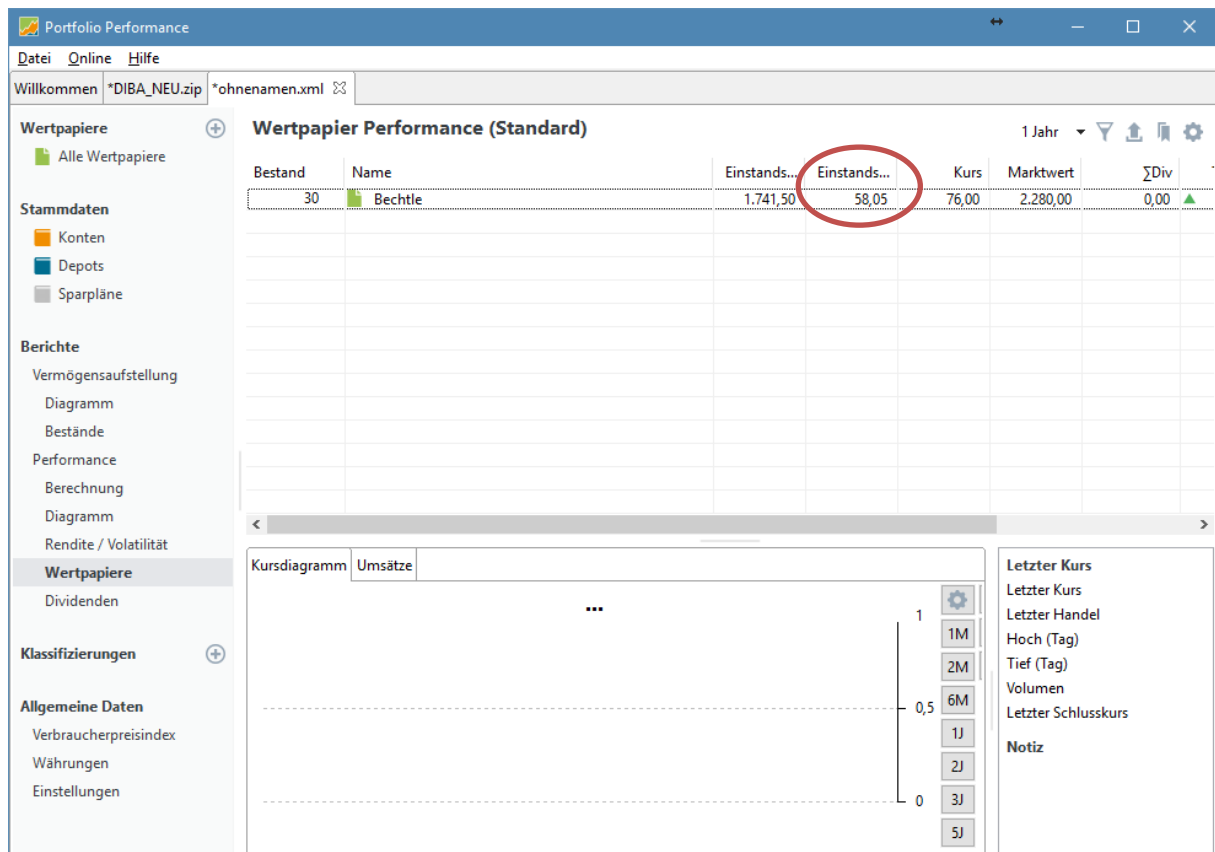 Portfolio Performance
Datei Online Hilfe
Willkommen *DIBA_NEU.zip *ohnenamen.xml
Wertpapiere
Alle Wertpapiere
Stammdaten
Konten
Depots
Sparpläne
Berichte
Vermögensaufstellung
Diagramm
Bestände
Performance
Berechnung
Diagramm
Rendite / Volatilität
Wertpapiere
Dividenden
Klassifizierungen
Allgemeine Daten
Verbraucherpreisindex
Währungen
Einstellungen
Wertpapier Performance (Standard)
1 Jahr
Bestand Name Einstands... Einstands... Kurs Marktwert ∑Div
30 Bechtle 1.741,50 58,05 76,00 2.280,00 0,00
Kursdiagramm Umsätze
...
1
0,5
0
1M
2M
6M
1J
2J
3J
5J
Letzter Kurs
Letzter Kurs
Letzter Handel
Hoch (Tag)
Tief (Tag)
Volumen
Letzter Schlusskurs
Notiz